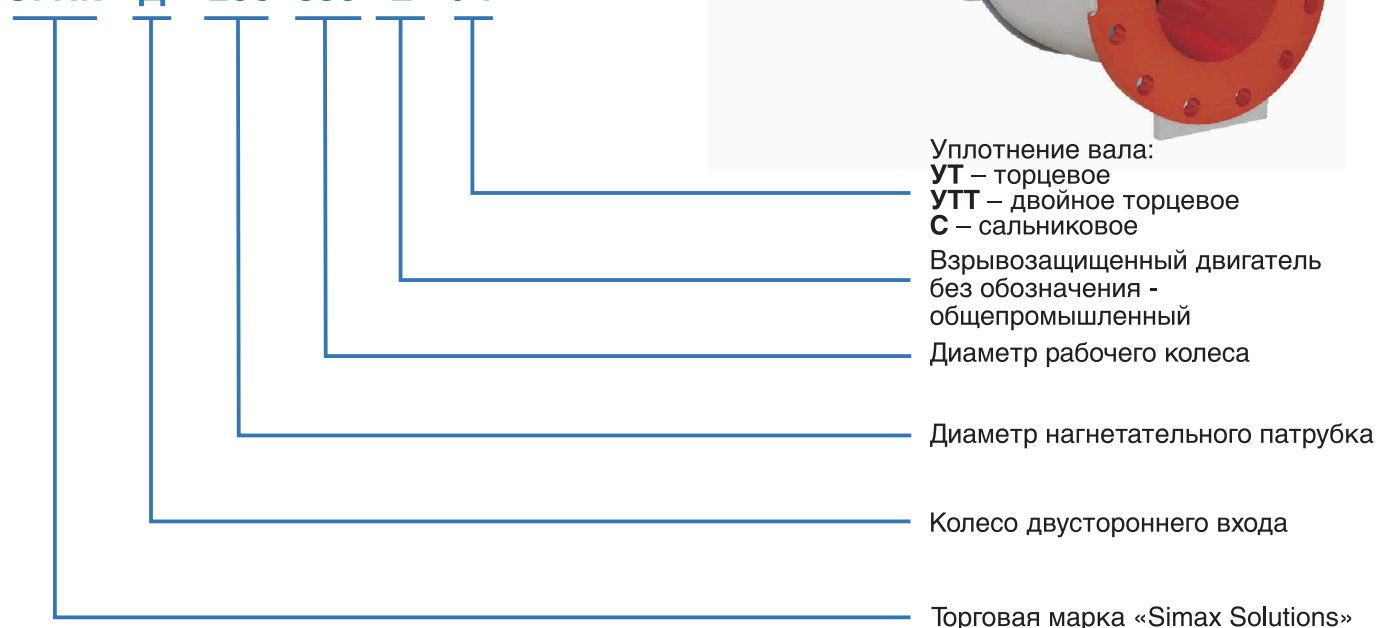 Д
Уплотнение вала:
УТ – торцевое
УТТ – двойное торцевое
С – сальниковое
Взрывозащищенный двигатель
без обозначения -
общепромышленный
Диаметр рабочего колеса
Диаметр нагнетательного патрубка
Колесо двустороннего входа
Торговая марка «Simax Solutions»